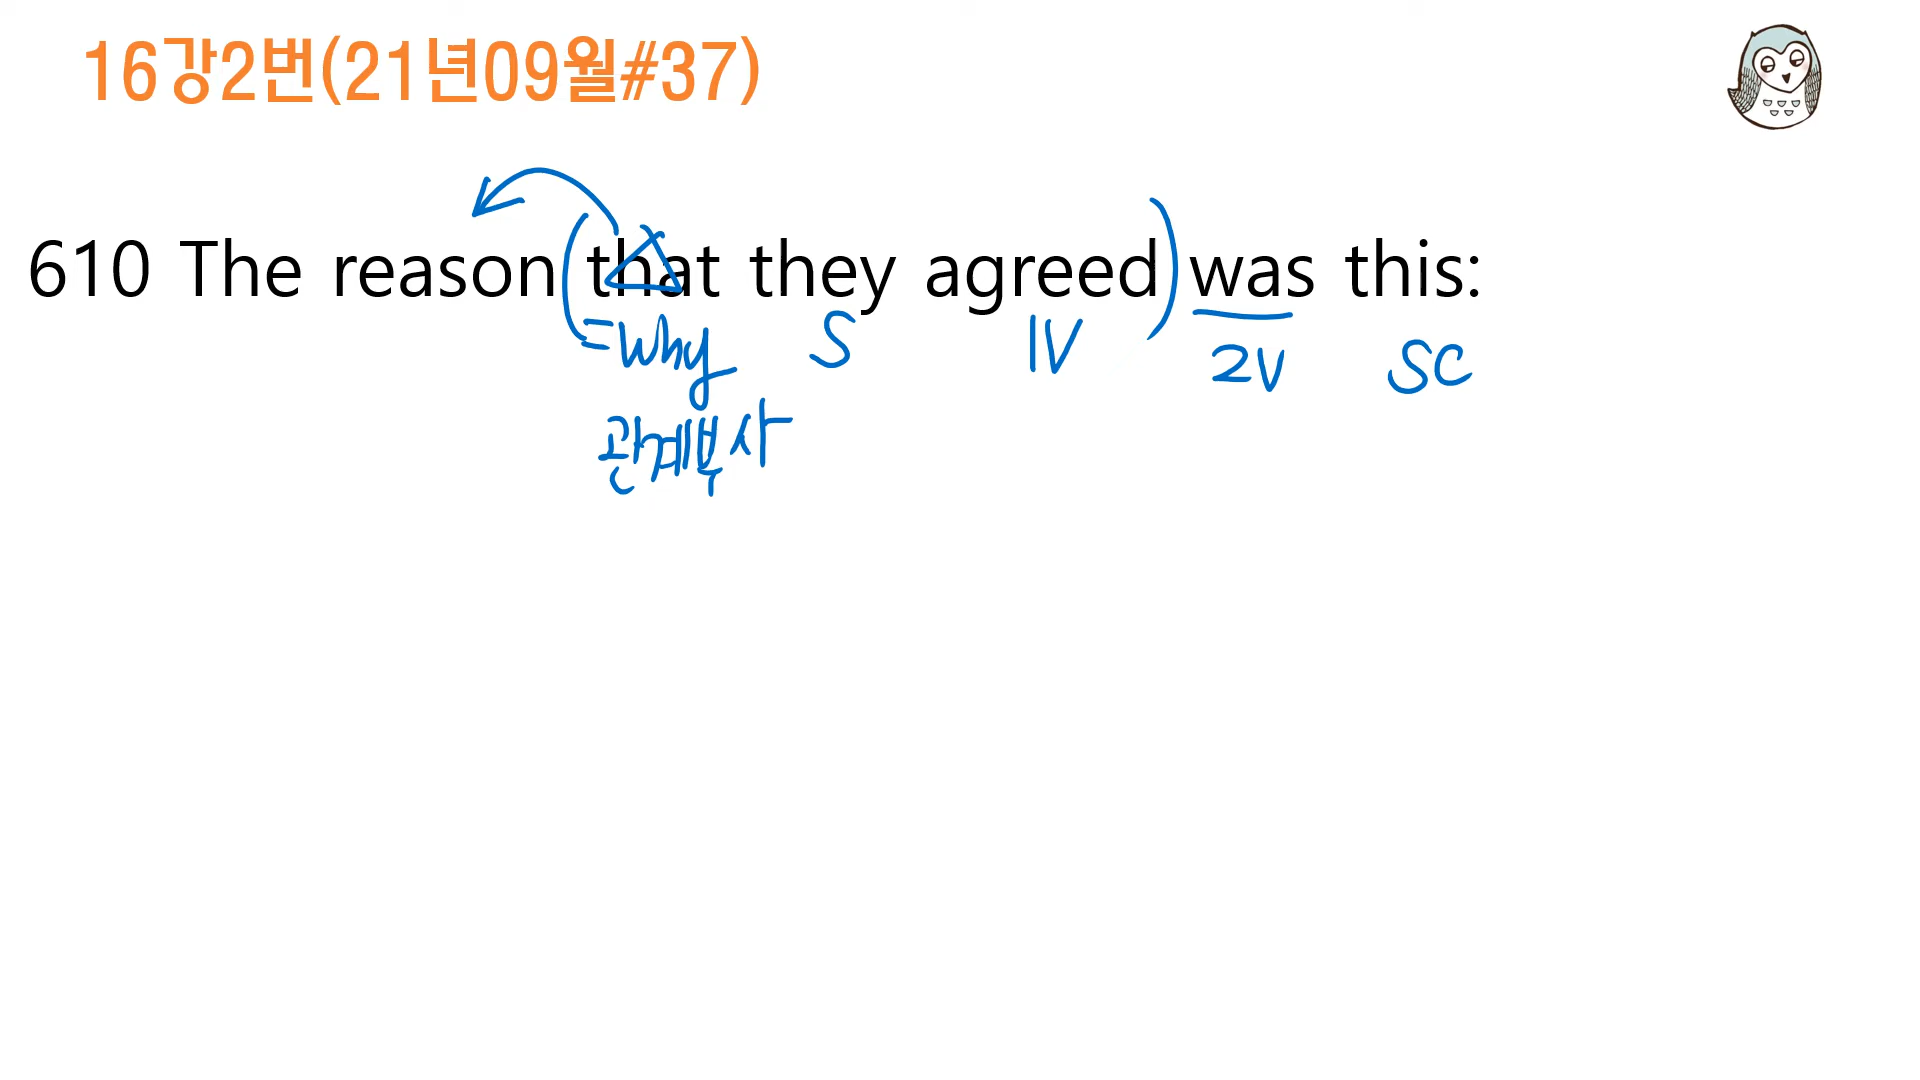 16강2번(21년09월#37)
610 The reason (that they agreed) was this:
=why S 1V 2V SC
관계부사